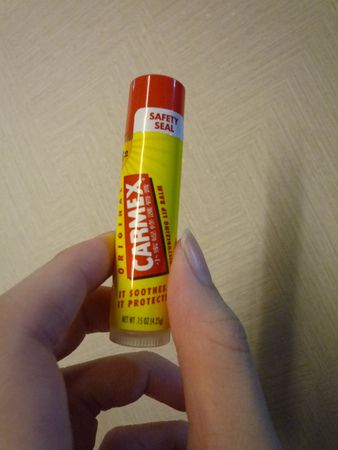 SAFETY
SEAL
ORIGINAL
CARMEX
LIP BALM
IT SOOTHES
IT PROTECTS
NET WT .15 OZ (4.25g)